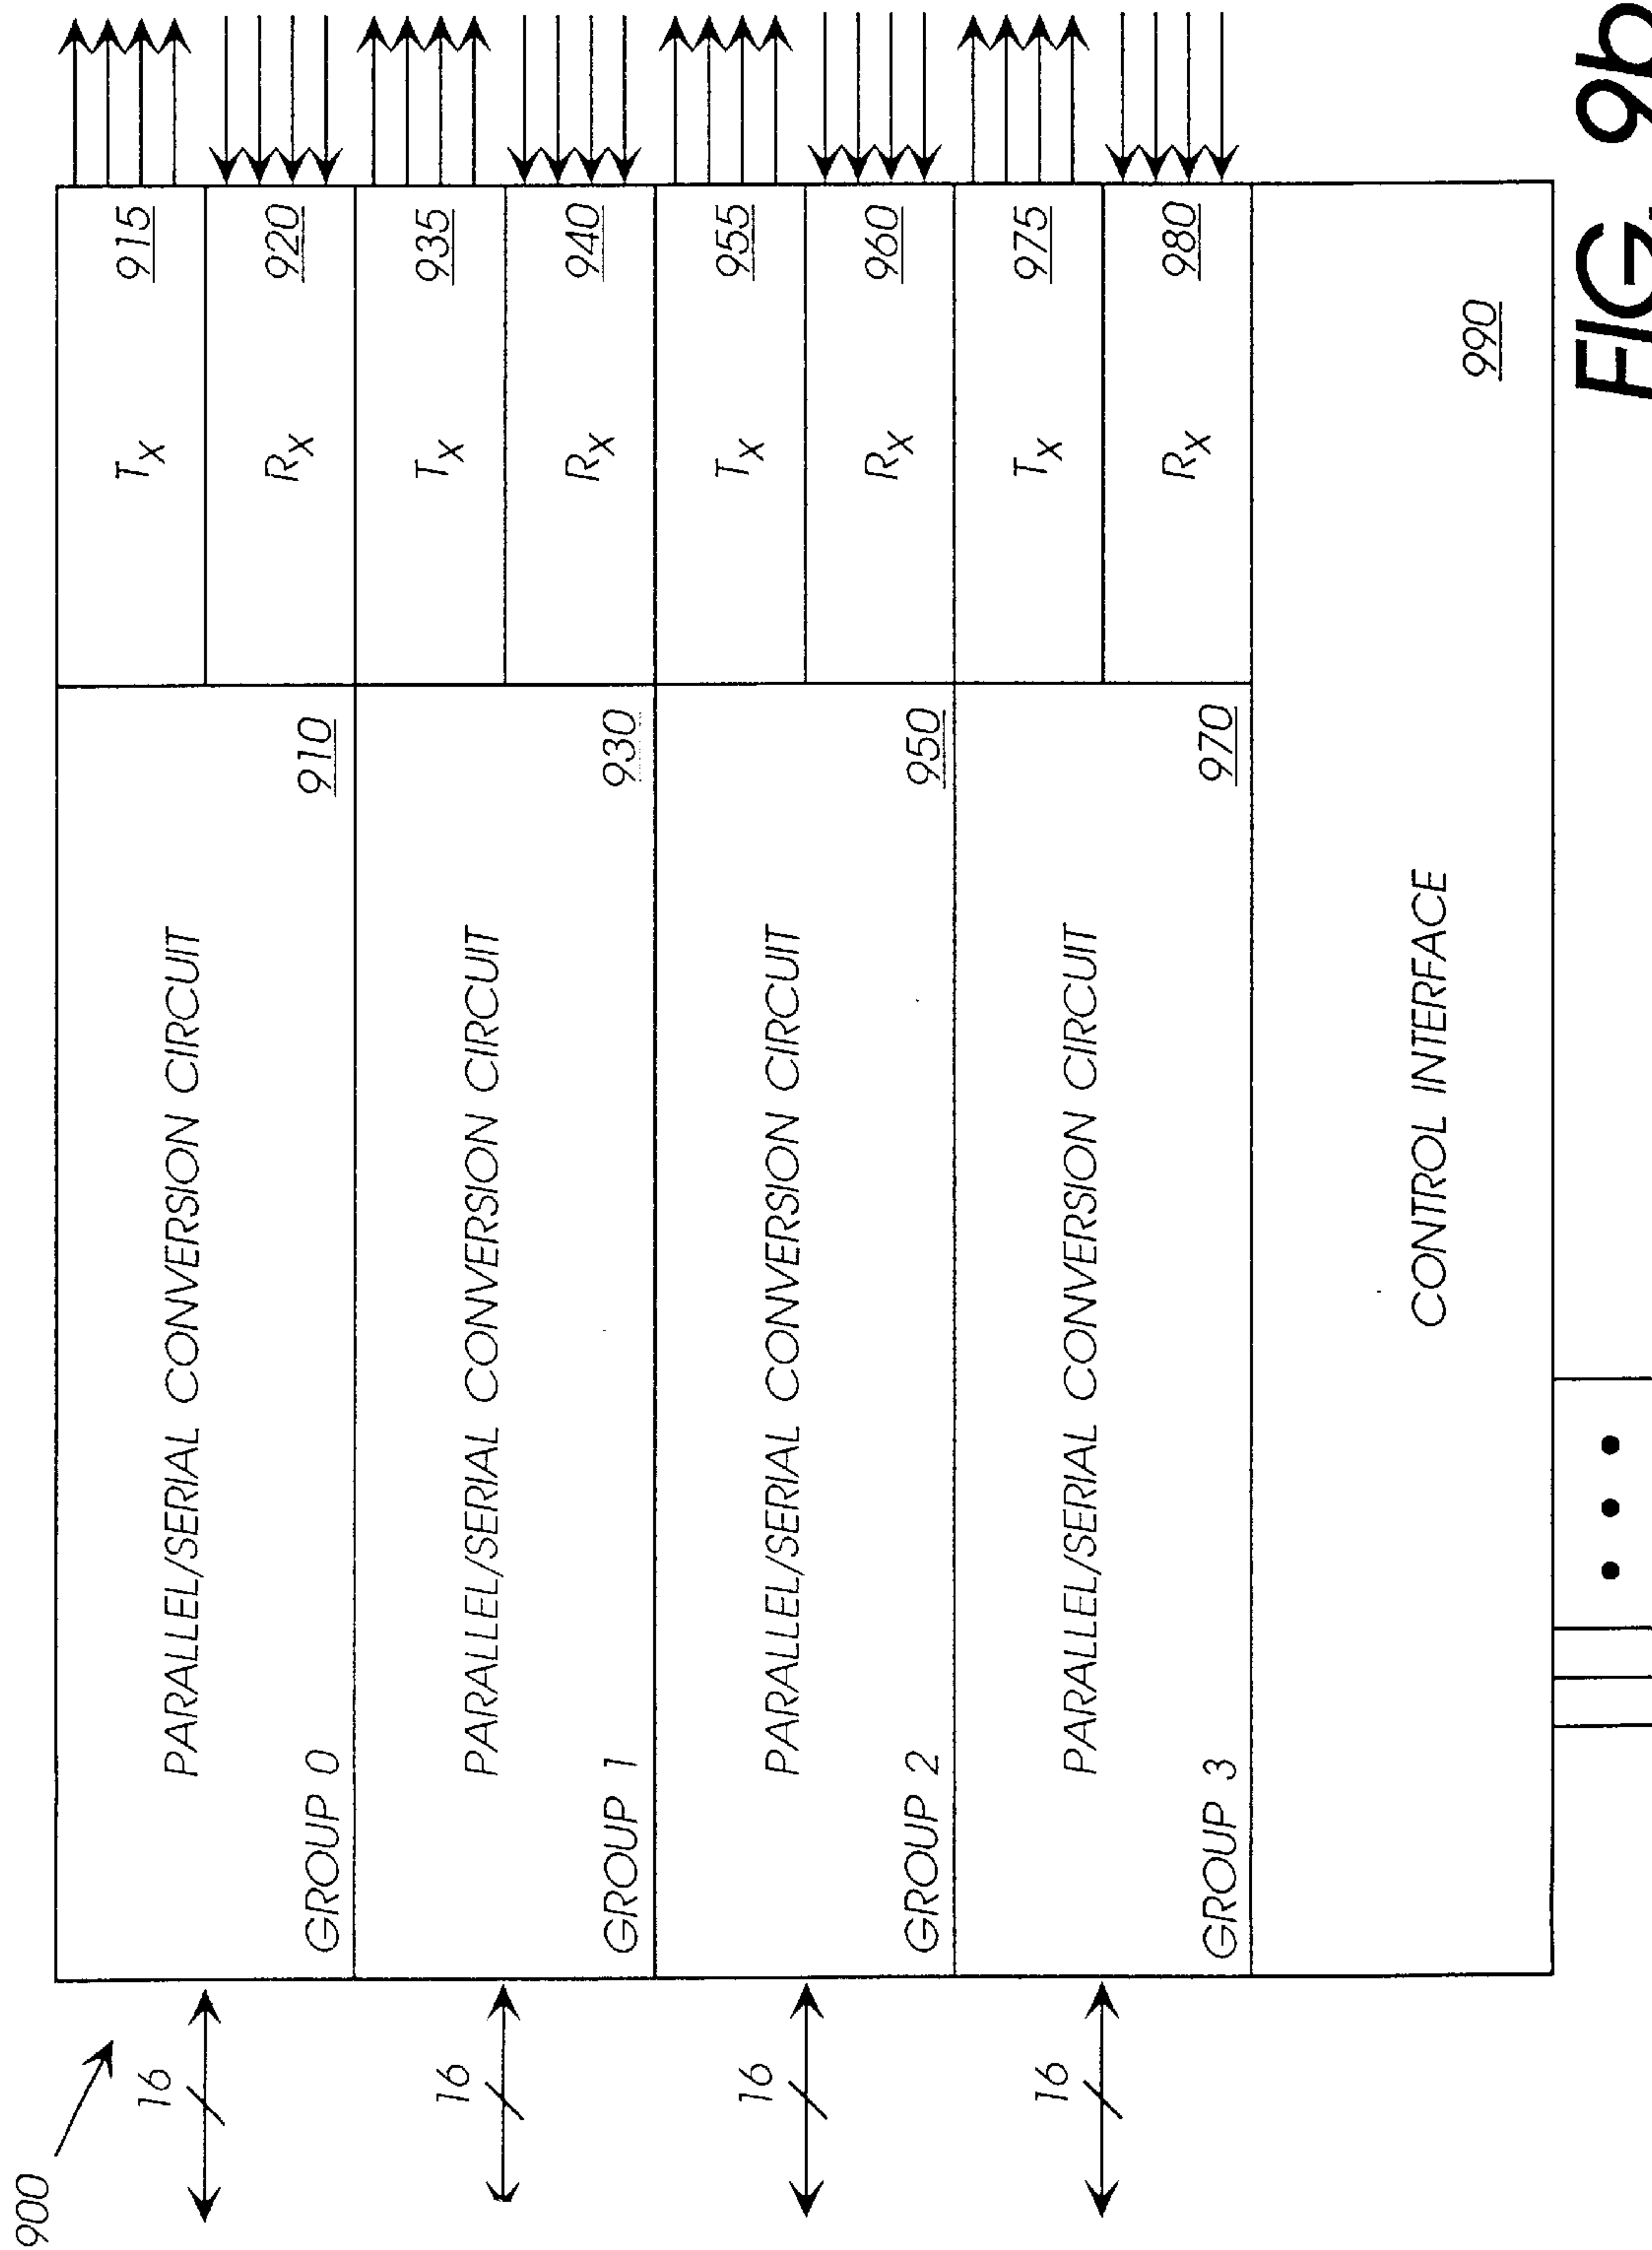 900
16
PARALLEL/SERIAL CONVERSION CIRCUIT
GROUP 0
910
Tx
915
Rx
920
16
PARALLEL/SERIAL CONVERSION CIRCUIT
GROUP 1
930
Tx
935
Rx
940
16
PARALLEL/SERIAL CONVERSION CIRCUIT
GROUP 2
950
Tx
955
Rx
960
16
PARALLEL/SERIAL CONVERSION CIRCUIT
GROUP 3
970
Tx
975
Rx
980
CONTROL INTERFACE
990
FIG. 9b